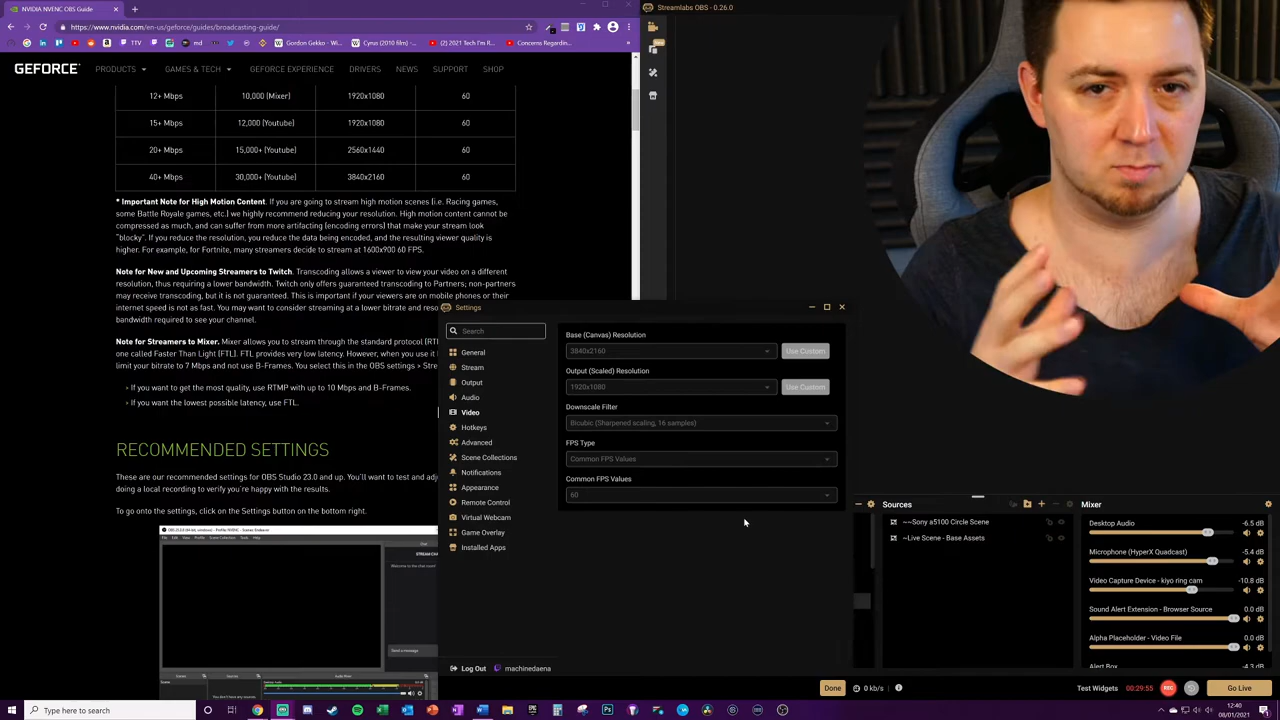 NVIDIA NVENC OBS Guide
Streamlabs OBS - 0.26.0
https://www.nvidia.com/en-us/geforce/guides/broadcasting-guide/
TTV
md
Gordon Gekko - Wi...
Cyrus (2010 film) - ...
(2) 2021 Tech I'm R...
Concerns Regardin...
GEFORCE
PRODUCTS
GAMES & TECH
GEFORCE EXPERIENCE
DRIVERS
NEWS
SUPPORT
SHOP
12+ Mbps 10,000 (Mixer) 1920x1080 60
15+ Mbps 12,000 (Youtube) 1920x1080 60
20+ Mbps 15,000+ (Youtube) 2560x1440 60
40+ Mbps 30,000+ (Youtube) 3840x2160 60
* Important Note for High Motion Content. If you are going to stream high motion scenes (i.e. Racing games,
some Battle Royale games, etc.) we highly recommend reducing your resolution. High motion content cannot be
compressed as much, and can suffer from more artifacting (encoding errors) that make your stream look
"blocky". If you reduce the resolution, you reduce the data being encoded, and the resulting viewer quality is
higher. For example, for Fortnite, many streamers decide to stream at 1600x900 60 FPS.
Note for New and Upcoming Streamers to Twitch. Transcoding allows a viewer to view your video on a different
resolution, thus requiring a lower bandwidth. Twitch only offers guaranteed transcoding to Partners; non-partners
may receive transcoding, but it is not guaranteed. This is important if your viewers are on mobile phones or their
internet speed is not as fast. You may want to consider streaming at a lower bitrate and
bandwidth required to see your channel.
Note for Streamers to Mixer. Mixer allows you to stream through the standard protocol
one called Faster Than Light (FTL). FTL provides very low latency. However, when you use it
limit your bitrate to 7 Mbps and not use B-Frames. You select this in the OBS settings > Stre
> If you want to get the most quality, use RTMP with up to 10 Mbps and B-Frames.
> If you want the lowest possible latency, use FTL.
RECOMMENDED SETTINGS
These are our recommended settings for OBS Studio 23.0 and up. You'll want to test and
doing a local recording to verify you're happy with the results.
To go onto the settings, click on the Settings button on the bottom right.
Settings
Search
General
Stream
Output
Audio
Video
Hotkeys
Advanced
Scene Collections
Notifications
Appearance
Remote Control
Virtual Webcam
Game Overlay
Installed Apps
Log Out
machinedaena
Base (Canvas) Resolution
3840x2160
Use Custom
Output (Scaled) Resolution
1920x1080
Use Custom
Downscale Filter
Bicubic (Sharpened scaling, 16 samples)
FPS Type
Common FPS Values
Common FPS Values
60
Done
Sources
~~Sony a5100 Circle Scene
~Live Scene - Base Assets
Mixer
Desktop Audio -6.5 dB
Microphone (HyperX Quadcast) -5.4 dB
Video Capture Device - kiyo ring cam -10.8 dB
Sound Alert Extension - Browser Source 0.0 dB
Alpha Placeholder - Video File 0.0 dB
Alert Box -4.3 dB
0 kb/s
Test Widgets
00:29:55
REC
Go Live
Type here to search
12:40
08/01/2021